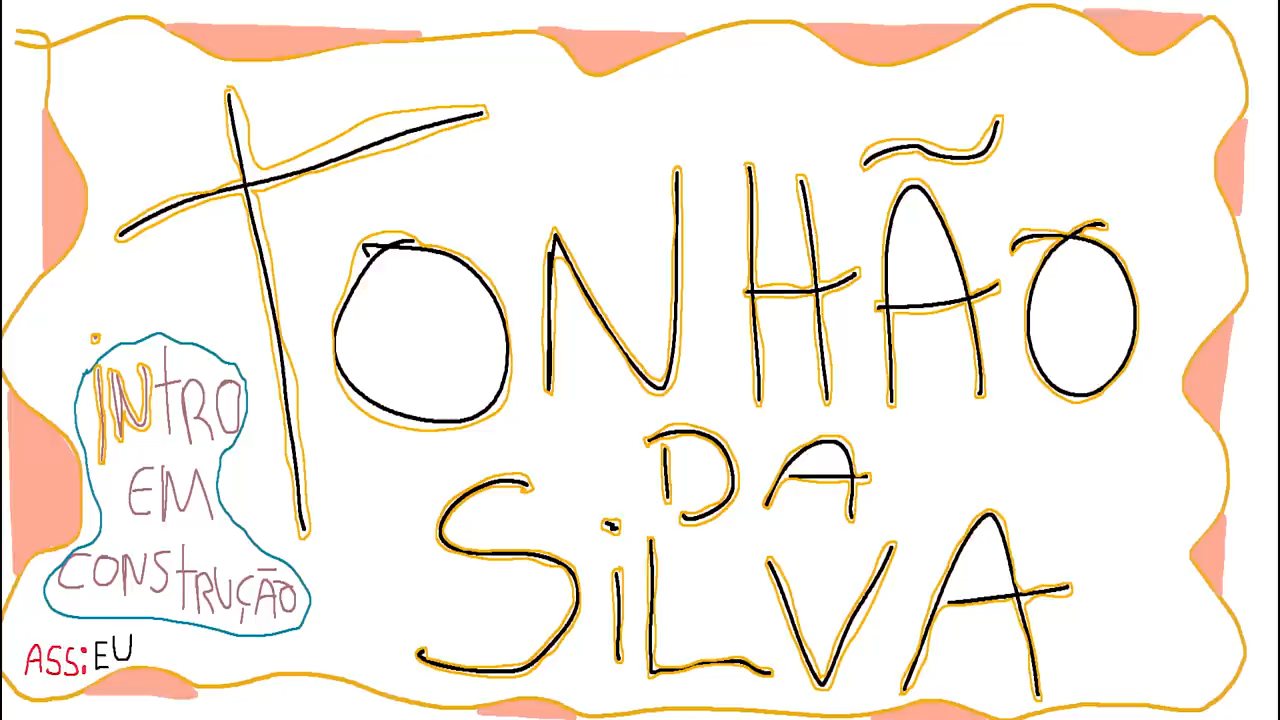 TONHÃO
DA
SiLVA
iNTRO
EM
CONSTRUÇÃO
ASS:EU